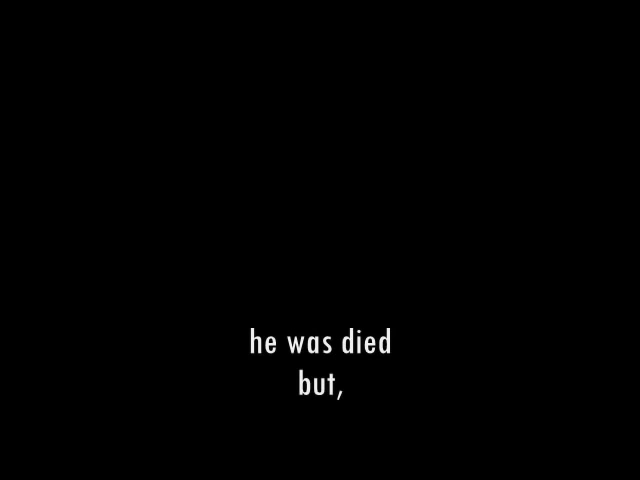 he was died
but,